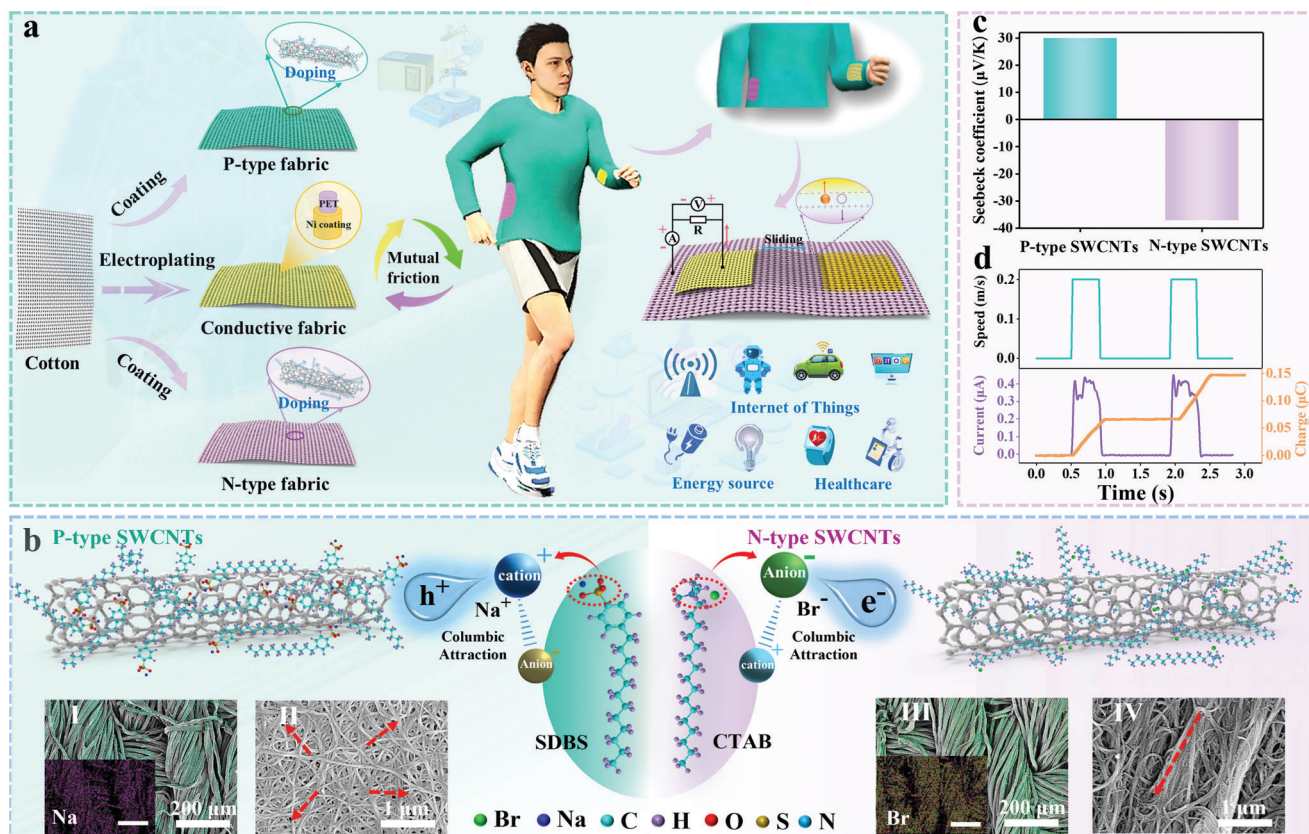 a
Doping
P-type fabric
Coating
PET
Ni coating
Electroplating
Mutual
friction
Conductive fabric
Cotton
Coating
Doping
N-type fabric
V
R
A
Sliding
Internet of Things
Energy source
Healthcare
c
Seebeck coefficient (μV/K)
30
20
10
0
-10
-20
-30
-40
P-type SWCNTs
N-type SWCNTs
d
Speed (m/s)
0.2
0.1
0.0
Current (μA)
0.4
0.2
0.0
Charge (μC)
0.15
0.10
0.05
0.00
0.0 0.5 1.0 1.5 2.0 2.5 3.0
Time (s)
b
P-type SWCNTs
N-type SWCNTs
h+
cation
+
Na+
Columbic
Attraction
Anion
-
SDBS
Anion
-
Br-
e-
Columbic
Attraction
cation
+
CTAB
I
Na
200 μm
II
1 μm
III
Br
200 μm
IV
1 μm
Br Na C H O S N